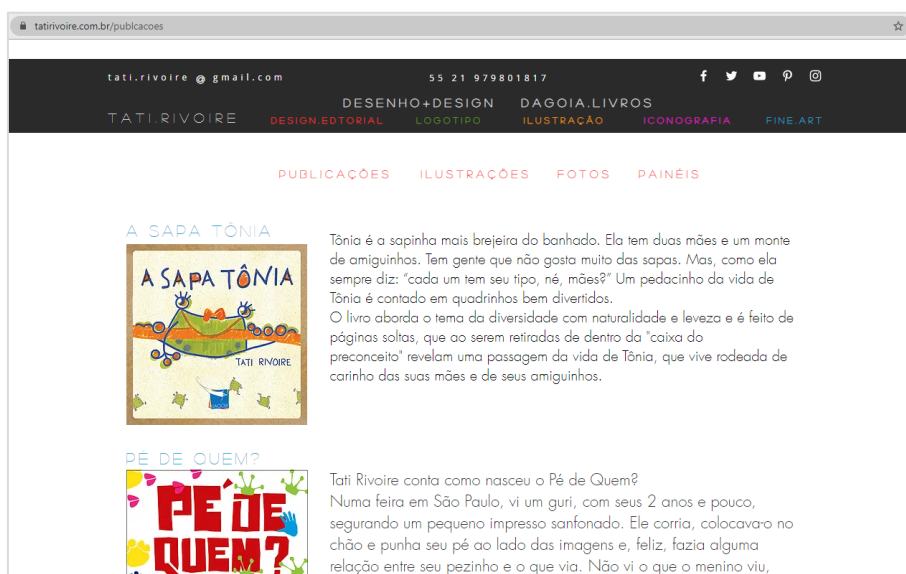 tatirivoire.com.br/publcacoes
tati.rivoire @ gmail.com
55 21 979801817
DESENHO+DESIGN DAGOIA.LIVROS
TATI.RIVOIRE
DESIGN.EDTORIAL LOGOTIPO ILUSTRAÇÃO ICONOGRAFIA FINE.ART
PUBLICAÇÕES ILUSTRAÇÕES FOTOS PAINÉIS
A SAPA TÔNIA
A SAPA TÔNIA
TATI RIVOIRE
Tônia é a sapinha mais brejeira do banhado. Ela tem duas mães e um monte
de amiguinhos. Tem gente que não gosta muito das sapas. Mas, como ela
sempre diz: “cada um tem seu tipo, né, mães?” Um pedacinho da vida de
Tônia é contado em quadrinhos bem divertidos.
O livro aborda o tema da diversidade com naturalidade e leveza e é feito de
páginas soltas, que ao serem retiradas de dentro da "caixa do
preconceito" revelam uma passagem da vida de Tônia, que vive rodeada de
carinho das suas mães e de seus amiguinhos.
PÉ DE QUEM?
PÉ DE
QUEM?
Tati Rivoire conta como nasceu o Pé de Quem?
Numa feira em São Paulo, vi um guri, com seus 2 anos e pouco,
segurando um pequeno impresso sanfonado. Ele corria, colocava-o no
chão e punha seu pé ao lado das imagens e, feliz, fazia alguma
relação entre seu pezinho e o que via. Não vi o que o menino viu,